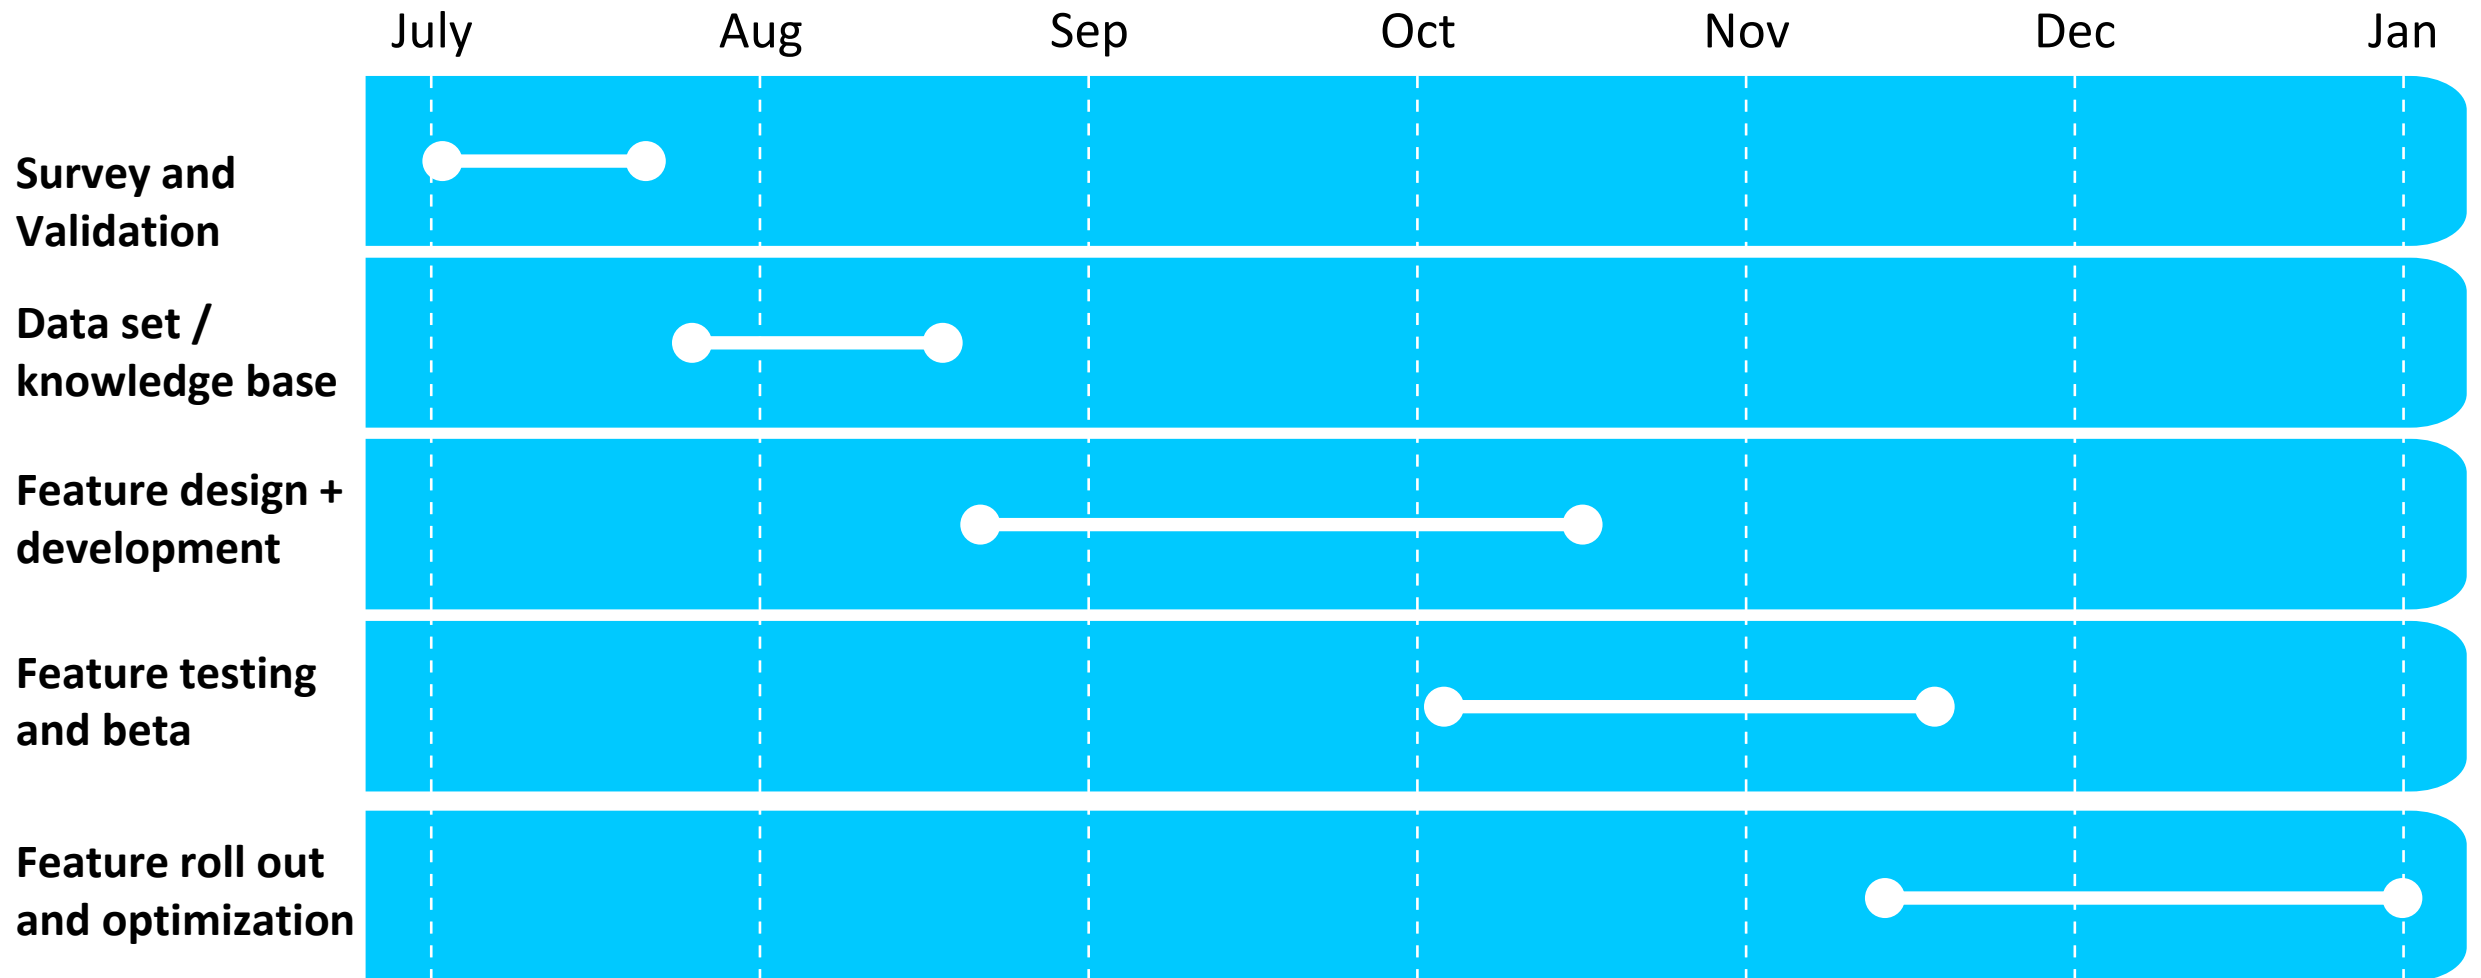 July Aug Sep Oct Nov Dec Jan
Survey and
Validation
Data set /
knowledge base
Feature design +
development
Feature testing
and beta
Feature roll out
and optimization